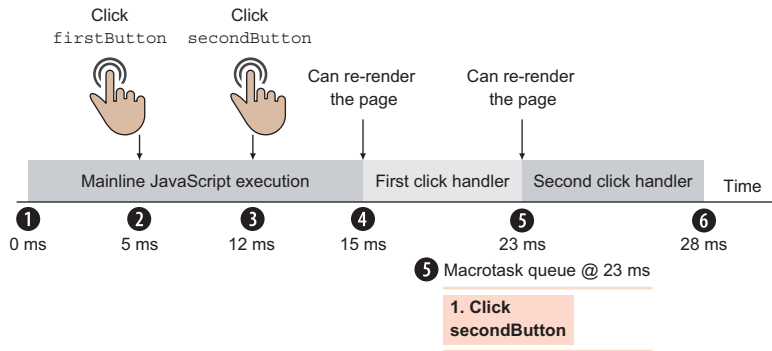 Click
firstButton
Click
secondButton
Can re-render
the page
Can re-render
the page
Mainline JavaScript execution
First click handler
Second click handler
Time
1
2
3
4
5
6
0 ms
5 ms
12 ms
15 ms
23 ms
28 ms
5 Macrotask queue @ 23 ms
1. Click
secondButton